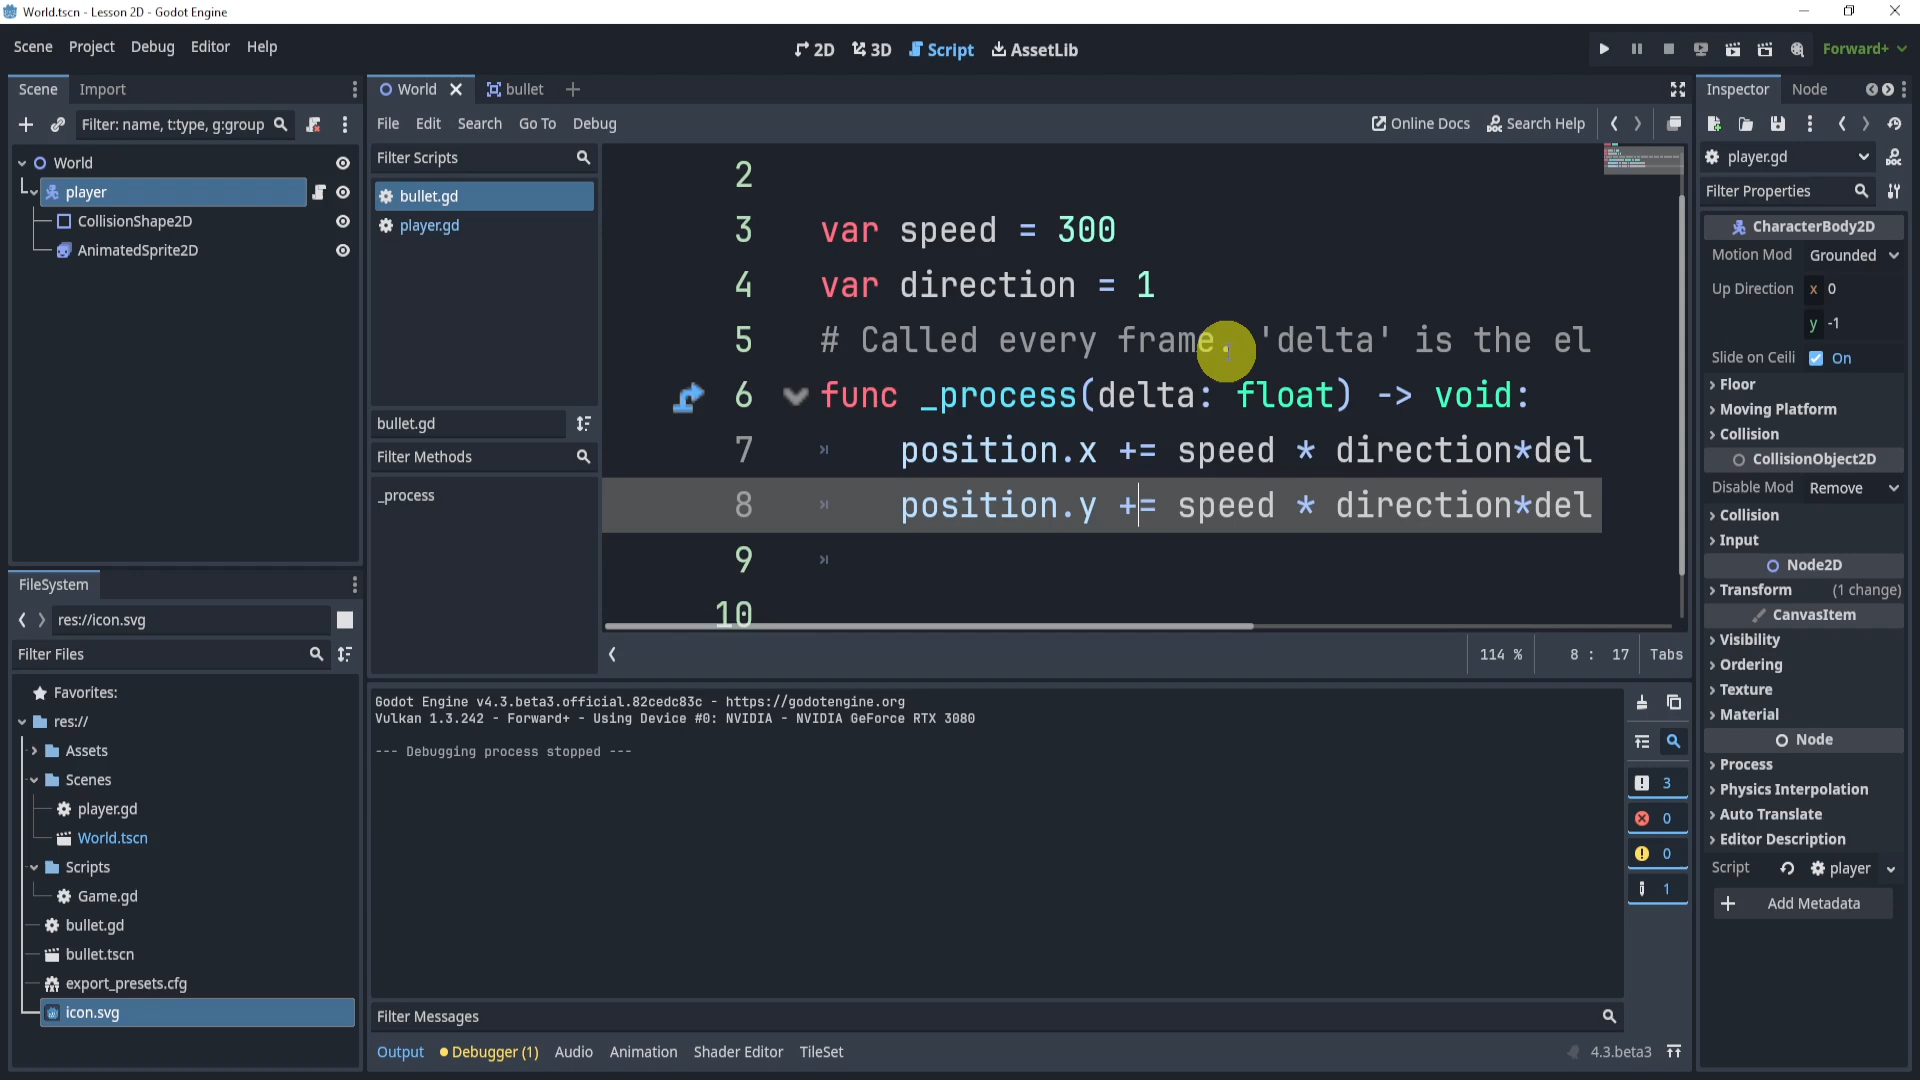 World.tscn - Lesson 2D - Godot Engine
Scene Project Debug Editor Help
2D 3D Script AssetLib
Forward+
Scene Import
Filter: name, t:type, g:group
World
player
CollisionShape2D
AnimatedSprite2D
FileSystem
res://icon.svg
Filter Files
Favorites:
res://
Assets
Scenes
player.gd
World.tscn
Scripts
Game.gd
bullet.gd
bullet.tscn
export_presets.cfg
icon.svg
World bullet
File Edit Search Go To Debug
Online Docs Search Help
Filter Scripts
bullet.gd
player.gd
bullet.gd
Filter Methods
_process
2
3 var speed = 300
4 var direction = 1
5 # Called every frame. 'delta' is the el
6 func _process(delta: float) -> void:
7 position.x += speed * direction*del
8 position.y += speed * direction*del
9
10
114 % 8 : 17 Tabs
Godot Engine v4.3.beta3.official.82cedc83c - https://godotengine.org
Vulkan 1.3.242 - Forward+ - Using Device #0: NVIDIA - NVIDIA GeForce RTX 3080
--- Debugging process stopped ---
3
0
0
1
Filter Messages
Output Debugger (1) Audio Animation Shader Editor TileSet
4.3.beta3
Inspector Node
player.gd
Filter Properties
CharacterBody2D
Motion Mod Grounded
Up Direction x 0
y -1
Slide on Ceili On
Floor
Moving Platform
Collision
CollisionObject2D
Disable Mod Remove
Collision
Input
Node2D
Transform (1 change)
CanvasItem
Visibility
Ordering
Texture
Material
Node
Process
Physics Interpolation
Auto Translate
Editor Description
Script player
Add Metadata